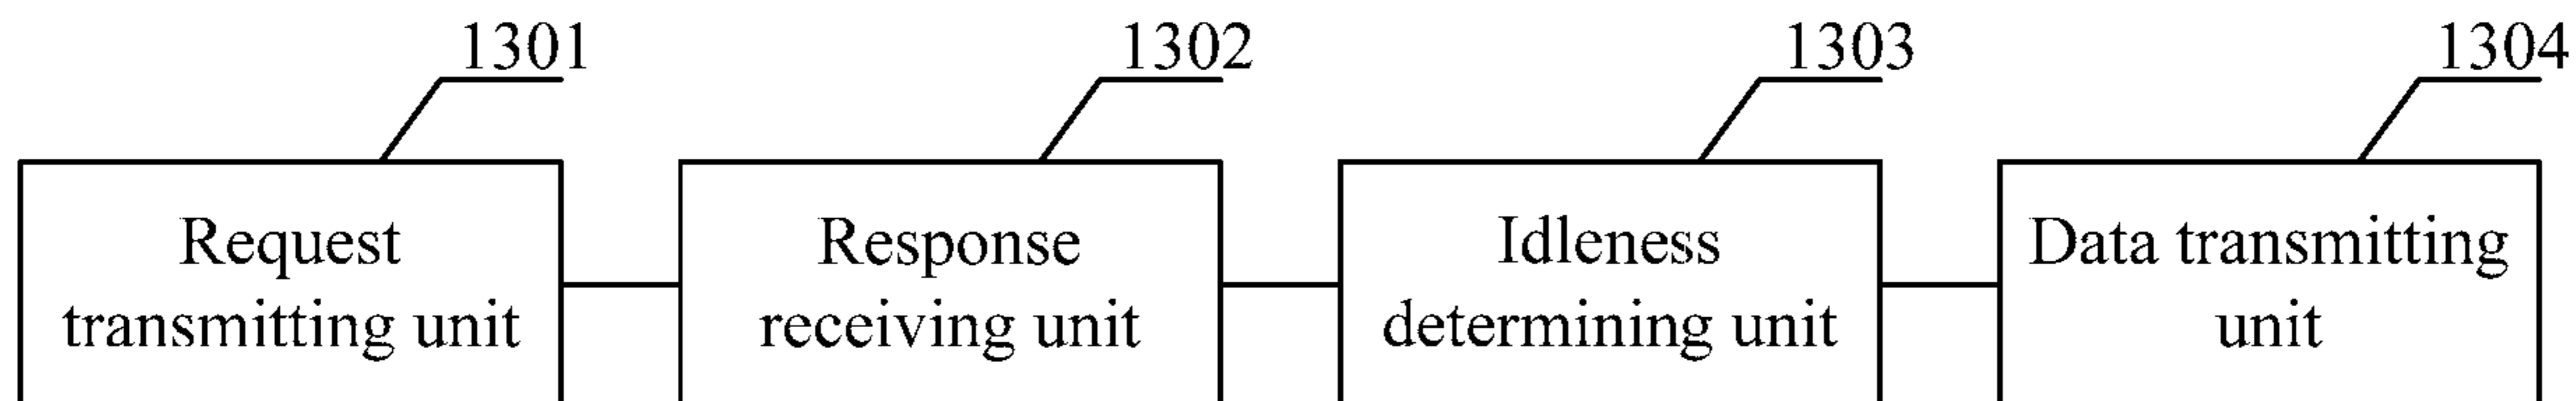 1301
1302
1303
1304
Request
transmitting unit
Response
receiving unit
Idleness
determining unit
Data transmitting
unit